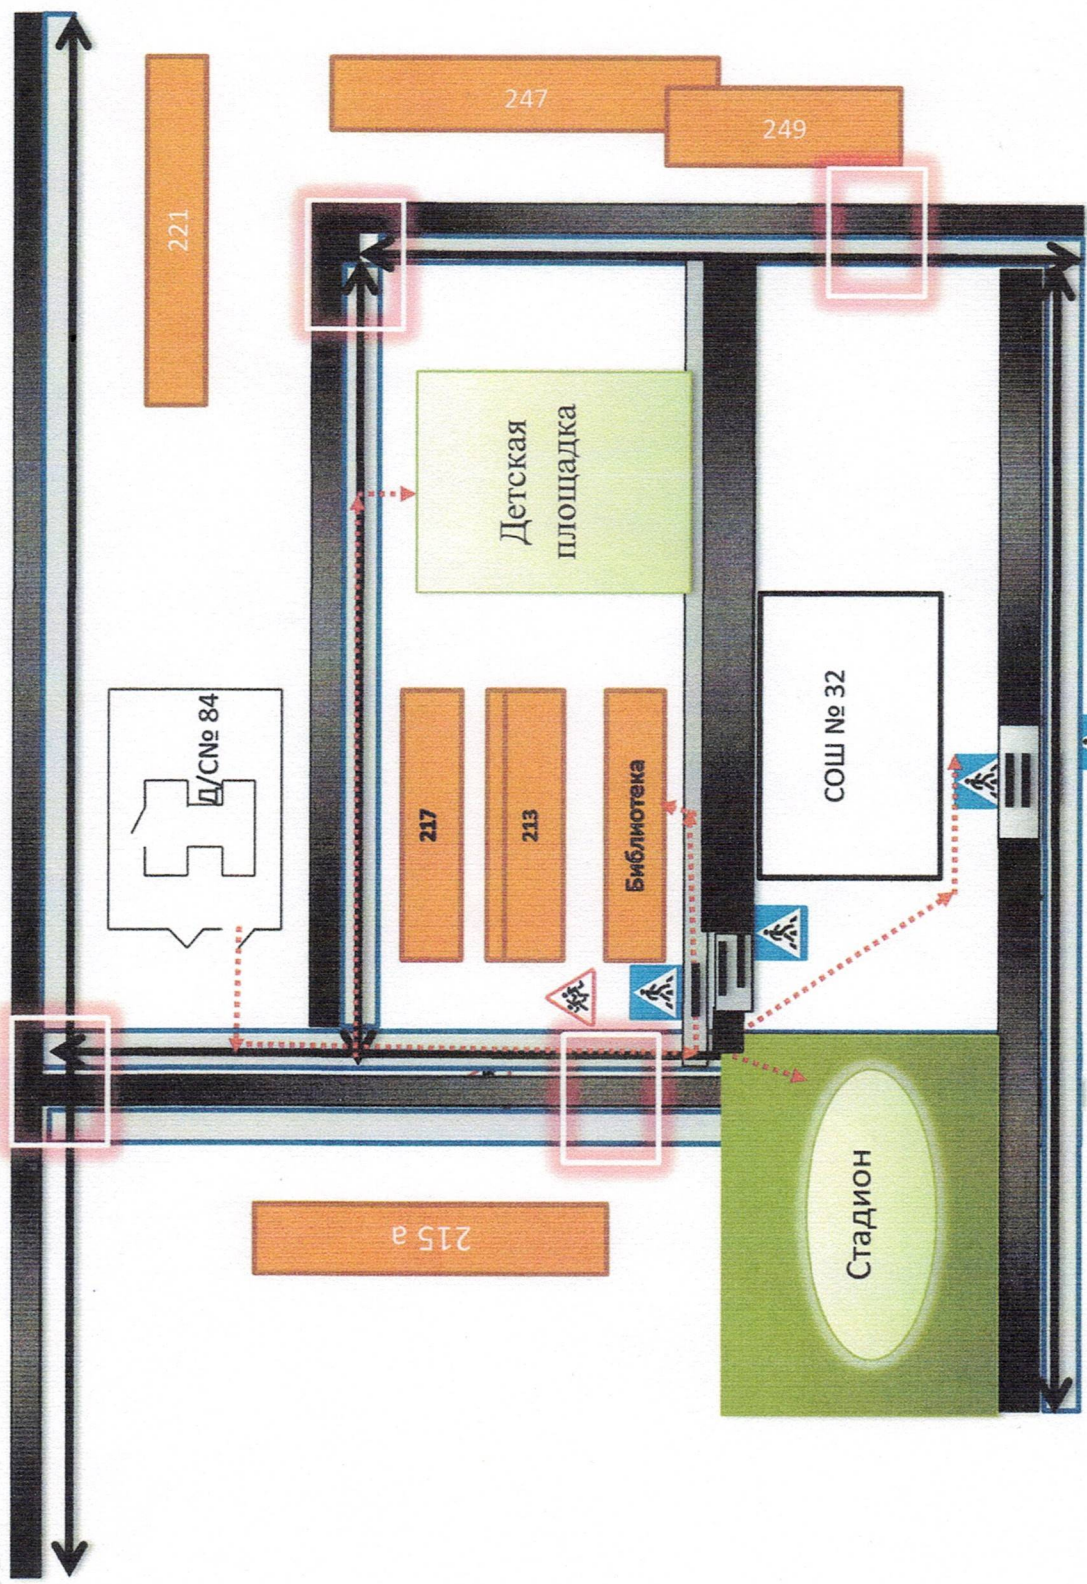 247
249
221
Детская
площадка
Д/С№ 84
217
213
Библиотека
СОШ № 32
215 а
Стадион